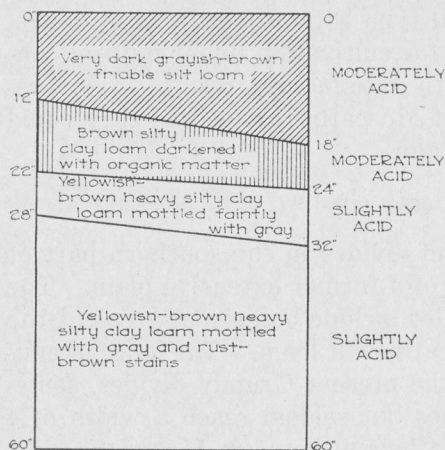 0"
0
Very dark grayish-brown
friable silt loam
MODERATELY
ACID
12"
18"
Brown silty
clay loam darkened
with organic matter
MODERATELY
ACID
22"
24"
Yellowish-
brown heavy silty clay
loam mottled faintly
with gray
SLIGHTLY
ACID
28"
32"
Yellowish-brown heavy
silty clay loam mottled
with gray and rust-
brown stains
SLIGHTLY
ACID
60"
60"